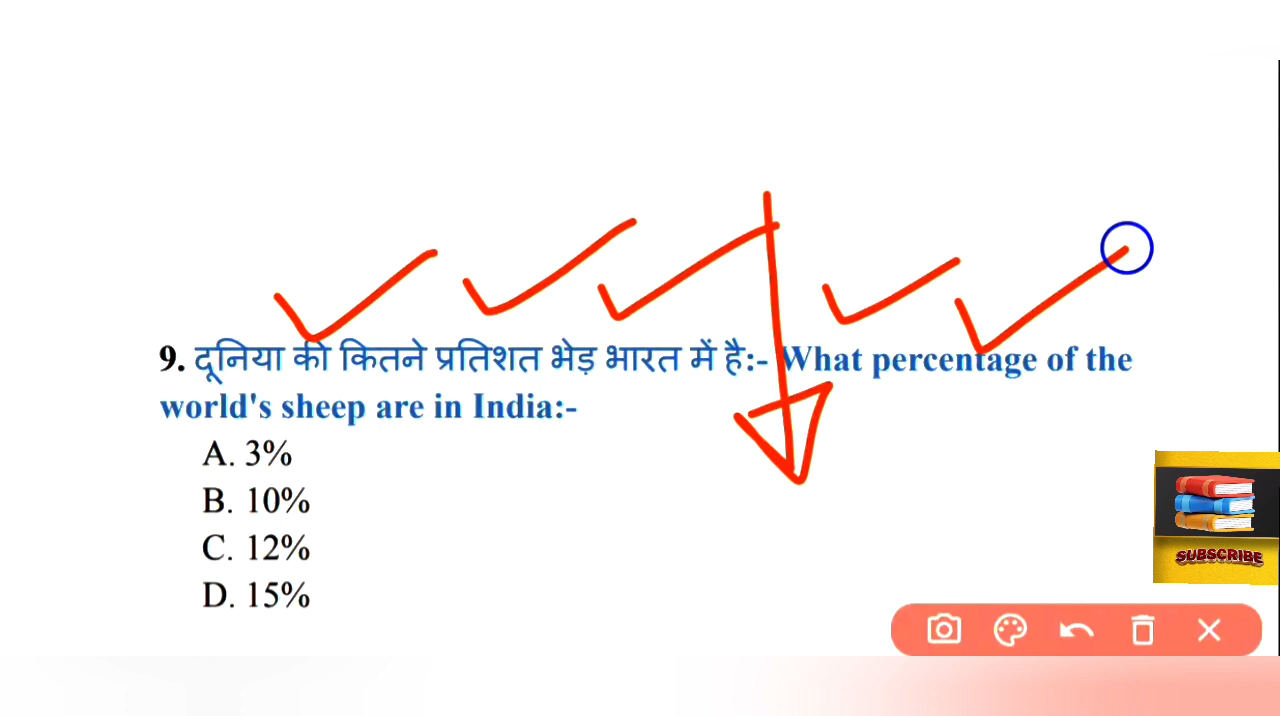 9. दूनिया की कितने प्रतिशत भेड़ भारत में है:- What percentage of the
world's sheep are in India:-
A. 3%
B. 10%
C. 12%
D. 15%
SUBSCRIBE